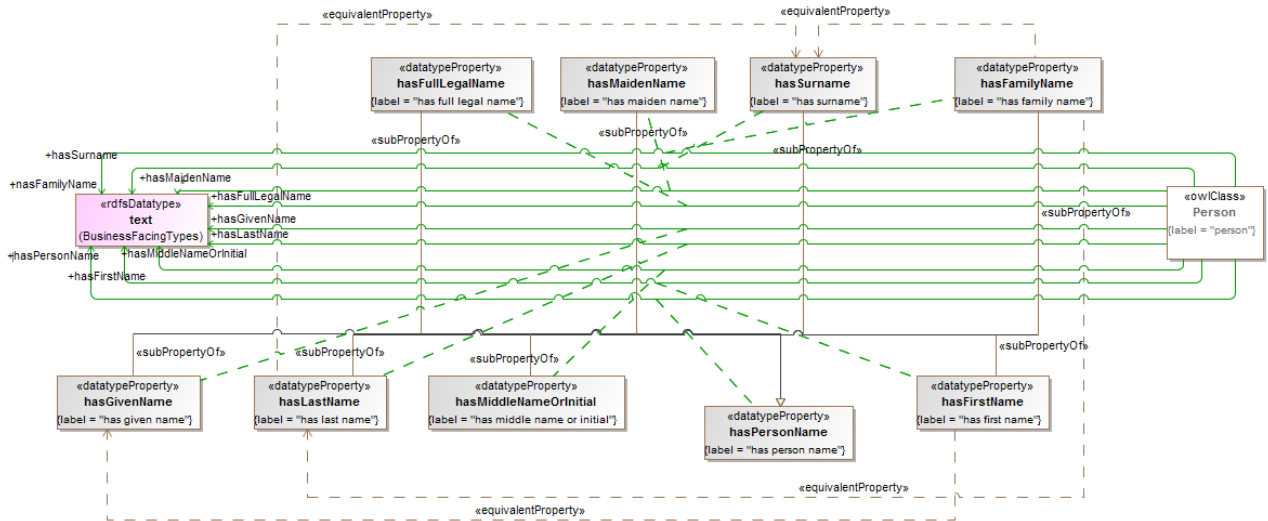 «equivalentProperty»
«equivalentProperty»
«datatypeProperty»
hasFullLegalName
{label = "has full legal name"}
«datatypeProperty»
hasMaidenName
{label = "has maiden name"}
«datatypeProperty»
hasSurname
{label = "has surname"}
«datatypeProperty»
hasFamilyName
{label = "has family name"}
«subPropertyOf»
«subPropertyOf»
«subPropertyOf»
«subPropertyOf»
+hasSurname
+hasFamilyName
+hasMaidenName
+hasFullLegalName
+hasGivenName
+hasLastName
+hasMiddleNameOrInitial
+hasPersonName
+hasFirstName
«rdfsDatatype»
text
(BusinessFacingTypes)
«owlClass»
Person
{label = "person"}
«subPropertyOf»
«subPropertyOf»
«subPropertyOf»
«subPropertyOf»
«datatypeProperty»
hasGivenName
{label = "has given name"}
«datatypeProperty»
hasLastName
{label = "has last name"}
«datatypeProperty»
hasMiddleNameOrInitial
{label = "has middle name or initial"}
«datatypeProperty»
hasPersonName
{label = "has person name"}
«datatypeProperty»
hasFirstName
{label = "has first name"}
«equivalentProperty»
«equivalentProperty»